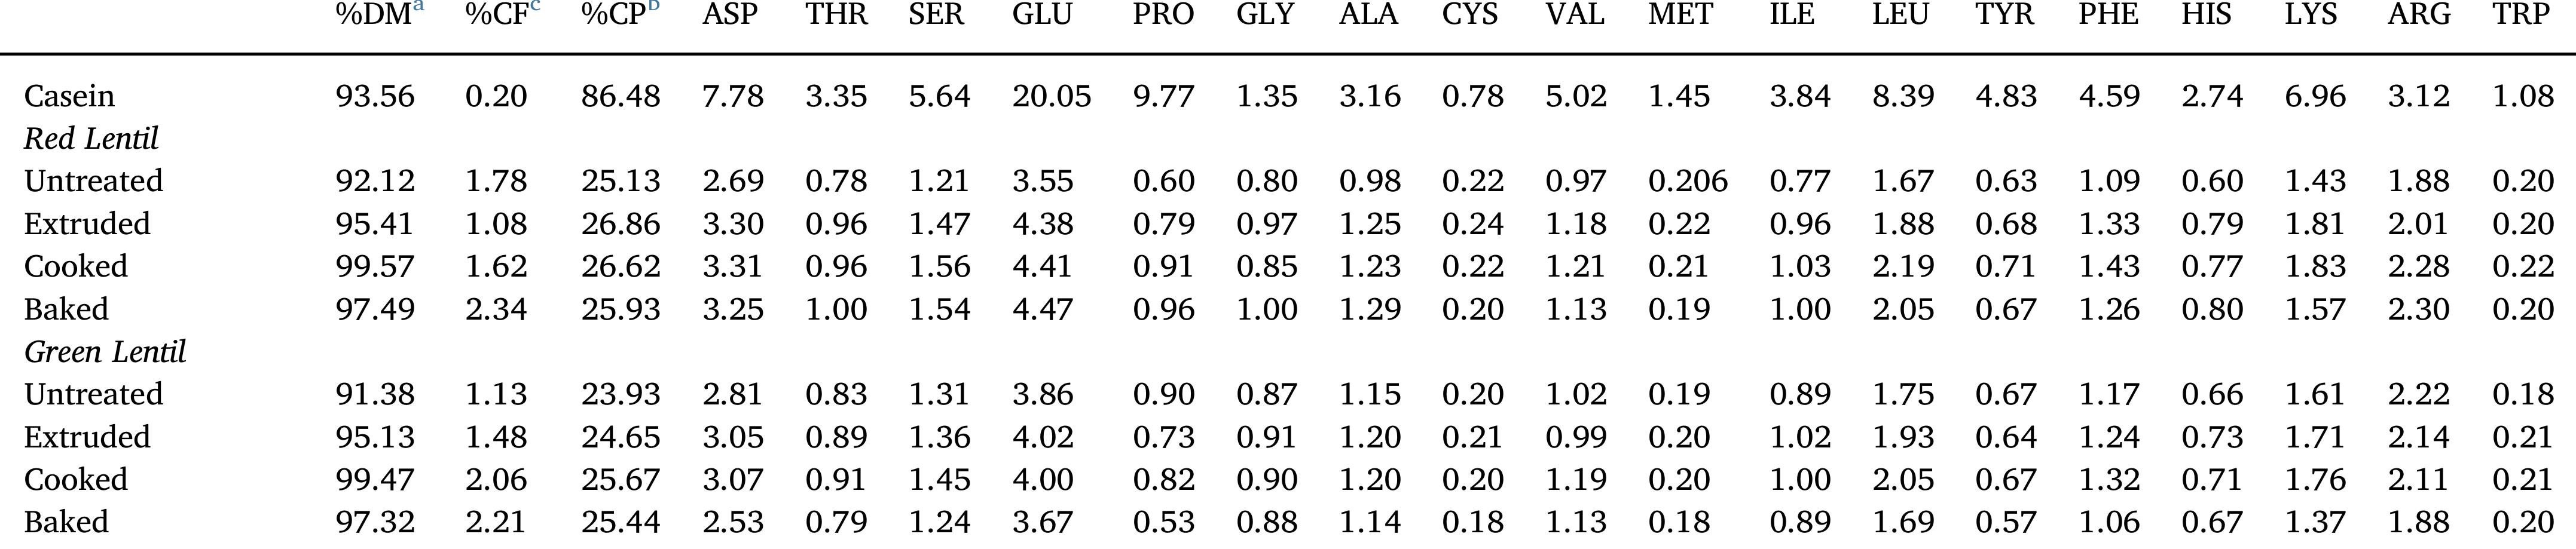 %DMa %CFc %CPb ASP THR SER GLU PRO GLY ALA CYS VAL MET ILE LEU TYR PHE HIS LYS ARG TRP
Casein 93.56 0.20 86.48 7.78 3.35 5.64 20.05 9.77 1.35 3.16 0.78 5.02 1.45 3.84 8.39 4.83 4.59 2.74 6.96 3.12 1.08
Red Lentil
Untreated 92.12 1.78 25.13 2.69 0.78 1.21 3.55 0.60 0.80 0.98 0.22 0.97 0.206 0.77 1.67 0.63 1.09 0.60 1.43 1.88 0.20
Extruded 95.41 1.08 26.86 3.30 0.96 1.47 4.38 0.79 0.97 1.25 0.24 1.18 0.22 0.96 1.88 0.68 1.33 0.79 1.81 2.01 0.20
Cooked 99.57 1.62 26.62 3.31 0.96 1.56 4.41 0.91 0.85 1.23 0.22 1.21 0.21 1.03 2.19 0.71 1.43 0.77 1.83 2.28 0.22
Baked 97.49 2.34 25.93 3.25 1.00 1.54 4.47 0.96 1.00 1.29 0.20 1.13 0.19 1.00 2.05 0.67 1.26 0.80 1.57 2.30 0.20
Green Lentil
Untreated 91.38 1.13 23.93 2.81 0.83 1.31 3.86 0.90 0.87 1.15 0.20 1.02 0.19 0.89 1.75 0.67 1.17 0.66 1.61 2.22 0.18
Extruded 95.13 1.48 24.65 3.05 0.89 1.36 4.02 0.73 0.91 1.20 0.21 0.99 0.20 1.02 1.93 0.64 1.24 0.73 1.71 2.14 0.21
Cooked 99.47 2.06 25.67 3.07 0.91 1.45 4.00 0.82 0.90 1.20 0.20 1.19 0.20 1.00 2.05 0.67 1.32 0.71 1.76 2.11 0.21
Baked 97.32 2.21 25.44 2.53 0.79 1.24 3.67 0.53 0.88 1.14 0.18 1.13 0.18 0.89 1.69 0.57 1.06 0.67 1.37 1.88 0.20